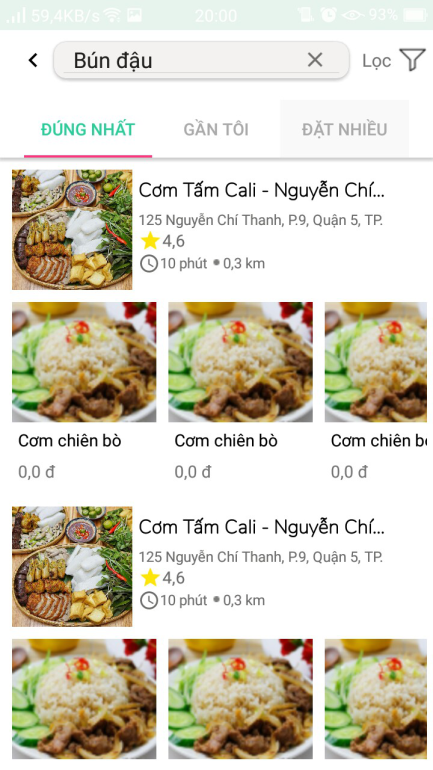 59,4KB/s 20:00 93%
Bún đậu Lọc
ĐÚNG NHẤT GẦN TÔI ĐẶT NHIỀU
Cơm Tấm Cali - Nguyễn Chí...
125 Nguyễn Chí Thanh, P.9, Quận 5, TP.
4,6
10 phút 0,3 km
Cơm chiên bò Cơm chiên bò Cơm chiên
0,0 đ 0,0 đ 0,0 đ
Cơm Tấm Cali - Nguyễn Chí...
125 Nguyễn Chí Thanh, P.9, Quận 5, TP.
4,6
10 phút 0,3 km